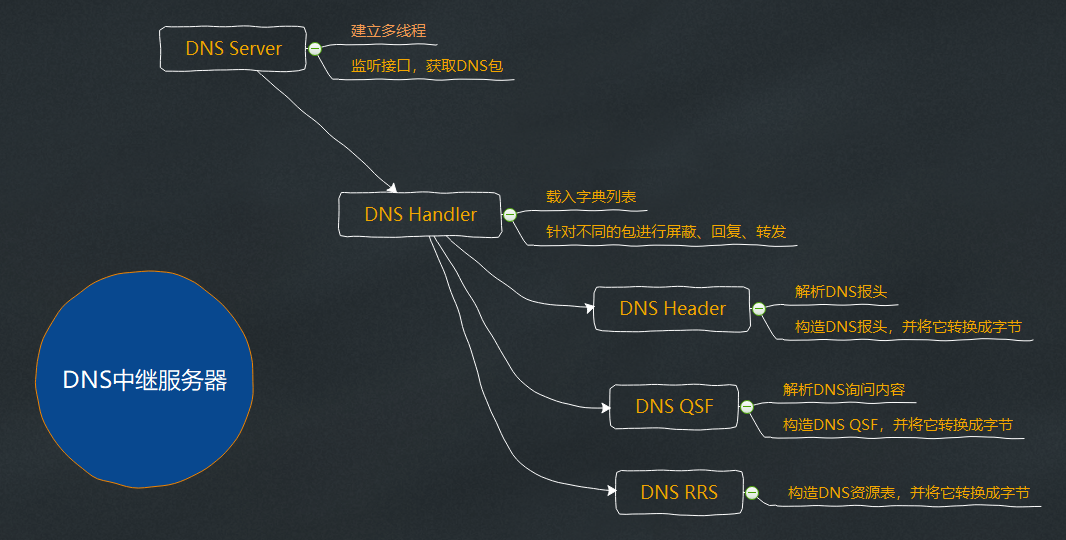 DNS Server
建立多线程
监听接口，获取DNS包
DNS Handler
载入字典列表
针对不同的包进行屏蔽、回复、转发
DNS Header
解析DNS报头
构造DNS报头，并将它转换成字节
DNS中继服务器
DNS QSF
解析DNS询问内容
构造DNS QSF，并将它转换成字节
DNS RRS
构造DNS资源表，并将它转换成字节